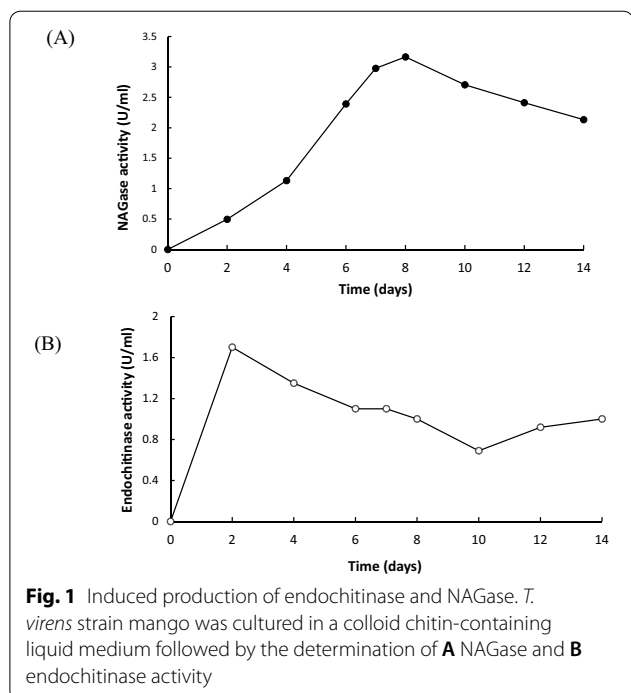 (A)
NAGase activity (U/ml)
3.5
3
2.5
2
1.5
1
0.5
0
0 2 4 6 8 10 12 14
Time (days)
(B)
Endochitinase activity (U/ml)
2
1.6
1.2
0.8
0.4
0
0 2 4 6 8 10 12 14
Time (days)
Fig. 1 Induced production of endochitinase and NAGase. T.
virens strain mango was cultured in a colloid chitin-containing
liquid medium followed by the determination of A NAGase and B
endochitinase activity